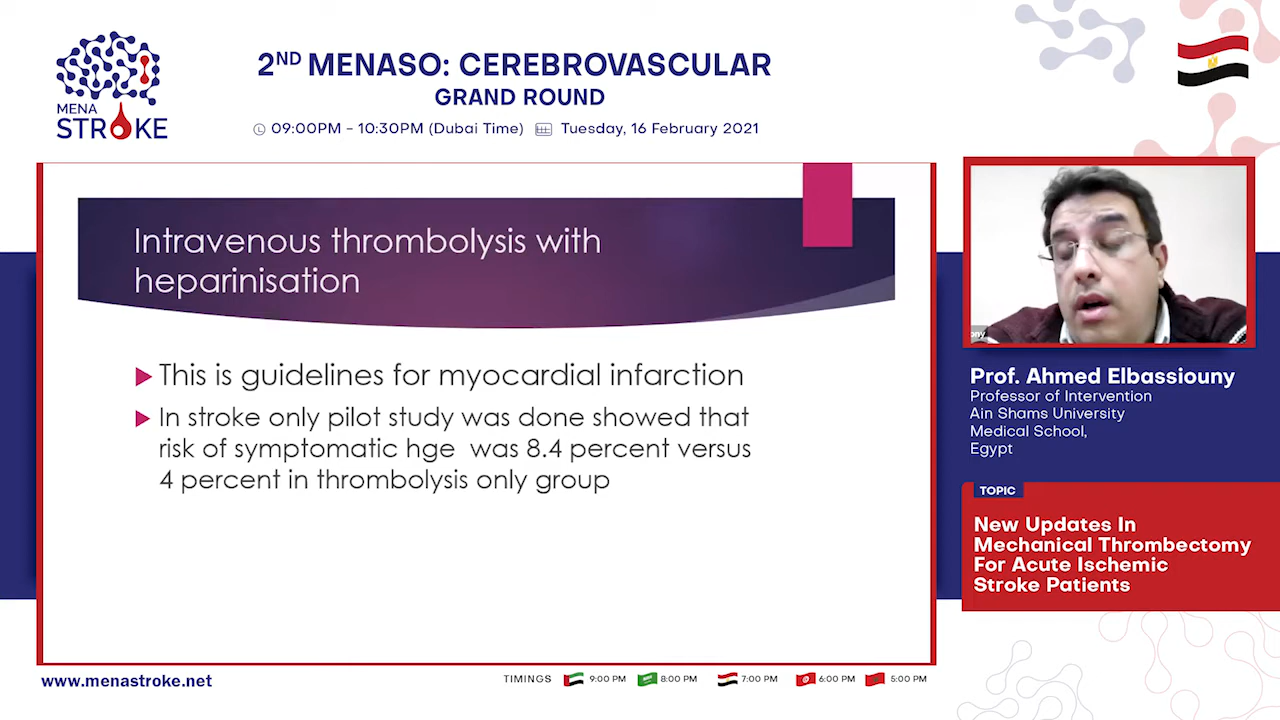 MENA
STROKE
2ND MENASO: CEREBROVASCULAR
GRAND ROUND
09:00PM - 10:30PM (Dubai Time) Tuesday, 16 February 2021
Intravenous thrombolysis with
heparinisation
This is guidelines for myocardial infarction
In stroke only pilot study was done showed that
risk of symptomatic hge was 8.4 percent versus
4 percent in thrombolysis only group
Prof. Ahmed Elbassiouny
Professor of Intervention
Ain Shams University
Medical School,
Egypt
TOPIC
New Updates In
Mechanical Thrombectomy
For Acute Ischemic
Stroke Patients
www.menastroke.net
TIMINGS 9:00 PM 8:00 PM 7:00 PM 6:00 PM 5:00 PM